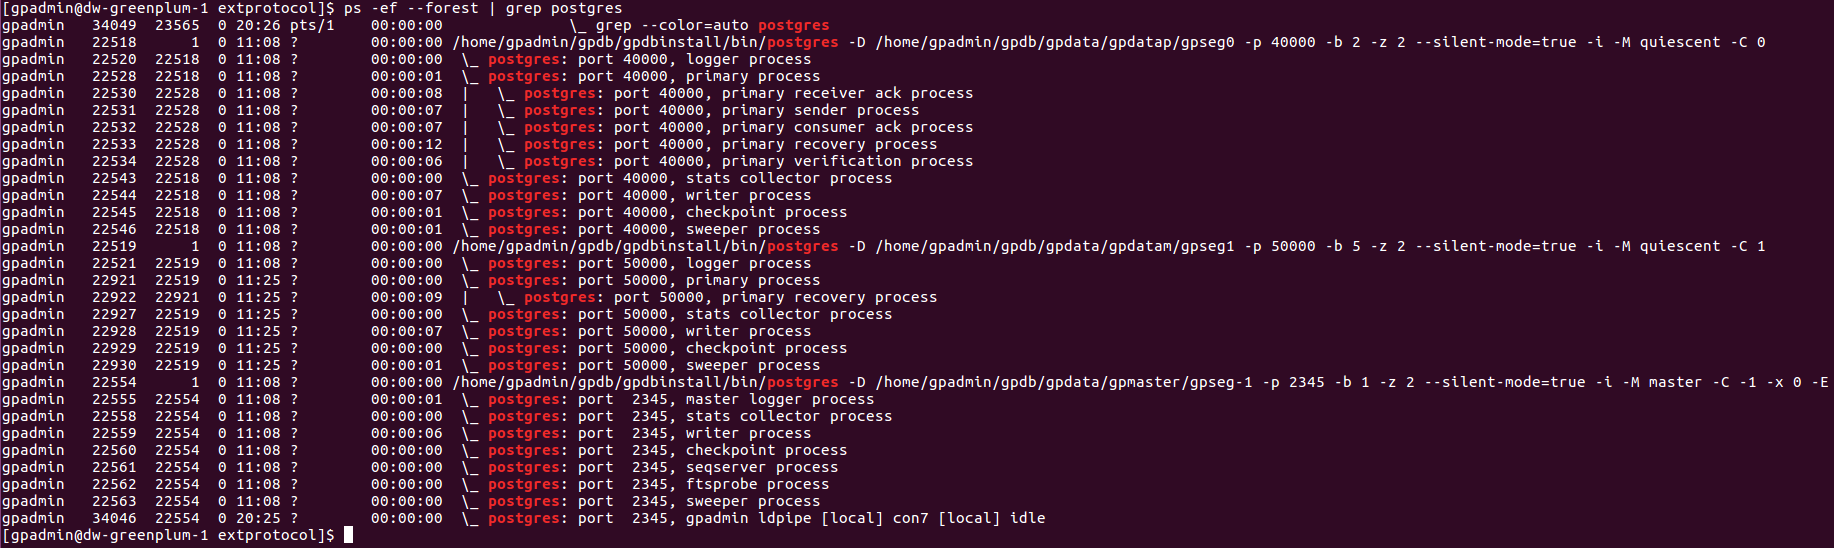 [gpadmin@dw-greenplum-1 extprotocol]$ ps -ef --forest | grep postgres
gpadmin   34049  23565  0 20:26 pts/1    00:00:00              \_ grep --color=auto postgres
gpadmin   22518      1  0 11:08 ?        00:00:00 /home/gpadmin/gpdb/gpdbinstall/bin/postgres -D /home/gpadmin/gpdb/gpdata/gpdatap/gpseg0 -p 40000 -b 2 -z 2 --silent-mode=true -i -M quiescent -C 0
gpadmin   22520  22518  0 11:08 ?        00:00:00  \_ postgres: port 40000, logger process
gpadmin   22528  22518  0 11:08 ?        00:00:01  \_ postgres: port 40000, primary process
gpadmin   22530  22528  0 11:08 ?        00:00:08  |   \_ postgres: port 40000, primary receiver ack process
gpadmin   22531  22528  0 11:08 ?        00:00:07  |   \_ postgres: port 40000, primary sender process
gpadmin   22532  22528  0 11:08 ?        00:00:07  |   \_ postgres: port 40000, primary consumer ack process
gpadmin   22533  22528  0 11:08 ?        00:00:12  |   \_ postgres: port 40000, primary recovery process
gpadmin   22534  22528  0 11:08 ?        00:00:06  |   \_ postgres: port 40000, primary verification process
gpadmin   22543  22518  0 11:08 ?        00:00:00  \_ postgres: port 40000, stats collector process
gpadmin   22544  22518  0 11:08 ?        00:00:07  \_ postgres: port 40000, writer process
gpadmin   22545  22518  0 11:08 ?        00:00:01  \_ postgres: port 40000, checkpoint process
gpadmin   22546  22518  0 11:08 ?        00:00:01  \_ postgres: port 40000, sweeper process
gpadmin   22519      1  0 11:08 ?        00:00:00 /home/gpadmin/gpdb/gpdbinstall/bin/postgres -D /home/gpadmin/gpdb/gpdata/gpdatam/gpseg1 -p 50000 -b 5 -z 2 --silent-mode=true -i -M quiescent -C 1
gpadmin   22521  22519  0 11:08 ?        00:00:00  \_ postgres: port 50000, logger process
gpadmin   22921  22519  0 11:25 ?        00:00:00  \_ postgres: port 50000, primary process
gpadmin   22922  22921  0 11:25 ?        00:00:09  |   \_ postgres: port 50000, primary recovery process
gpadmin   22927  22519  0 11:25 ?        00:00:00  \_ postgres: port 50000, stats collector process
gpadmin   22928  22519  0 11:25 ?        00:00:07  \_ postgres: port 50000, writer process
gpadmin   22929  22519  0 11:25 ?        00:00:00  \_ postgres: port 50000, checkpoint process
gpadmin   22930  22519  0 11:25 ?        00:00:01  \_ postgres: port 50000, sweeper process
gpadmin   22554      1  0 11:08 ?        00:00:00 /home/gpadmin/gpdb/gpdbinstall/bin/postgres -D /home/gpadmin/gpdb/gpdata/gpmaster/gpseg-1 -p 2345 -b 1 -z 2 --silent-mode=true -i -M master -C -1 -x 0 -E
gpadmin   22555  22554  0 11:08 ?        00:00:01  \_ postgres: port  2345, master logger process
gpadmin   22558  22554  0 11:08 ?        00:00:00  \_ postgres: port  2345, stats collector process
gpadmin   22559  22554  0 11:08 ?        00:00:06  \_ postgres: port  2345, writer process
gpadmin   22560  22554  0 11:08 ?        00:00:00  \_ postgres: port  2345, checkpoint process
gpadmin   22561  22554  0 11:08 ?        00:00:00  \_ postgres: port  2345, seqserver process
gpadmin   22562  22554  0 11:08 ?        00:00:00  \_ postgres: port  2345, ftsprobe process
gpadmin   22563  22554  0 11:08 ?        00:00:00  \_ postgres: port  2345, sweeper process
gpadmin   34046  22554  0 20:25 ?        00:00:00  \_ postgres: port  2345, gpadmin ldpipe [local] con7 [local] idle
[gpadmin@dw-greenplum-1 extprotocol]$